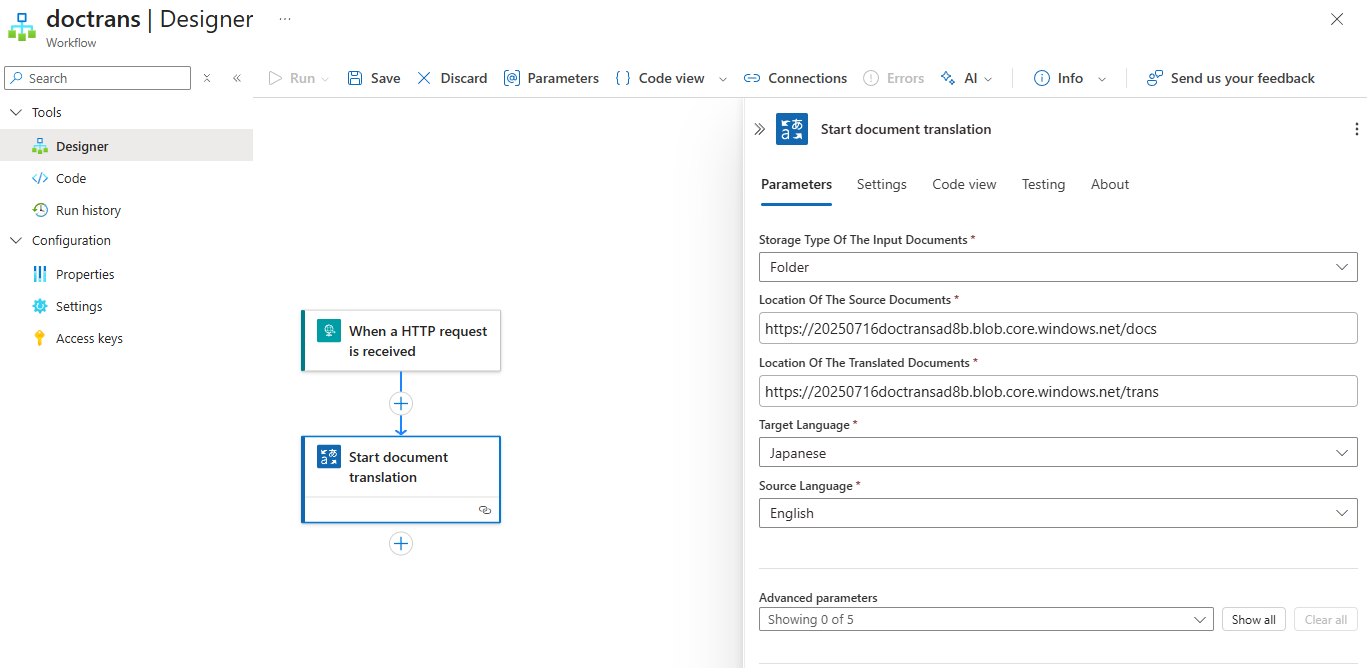 doctrans | Designer ...
Workflow
Search
Run
Save
Discard
Parameters
Code view
Connections
Errors
AI
Info
Send us your feedback
Tools
Designer
Code
Run history
Configuration
Properties
Settings
Access keys
When a HTTP request
is received
Start document
translation
Start document translation
Parameters
Settings
Code view
Testing
About
Storage Type Of The Input Documents *
Folder
Location Of The Source Documents *
https://20250716doctransad8b.blob.core.windows.net/docs
Location Of The Translated Documents *
https://20250716doctransad8b.blob.core.windows.net/trans
Target Language *
Japanese
Source Language *
English
Advanced parameters
Showing 0 of 5
Show all
Clear all